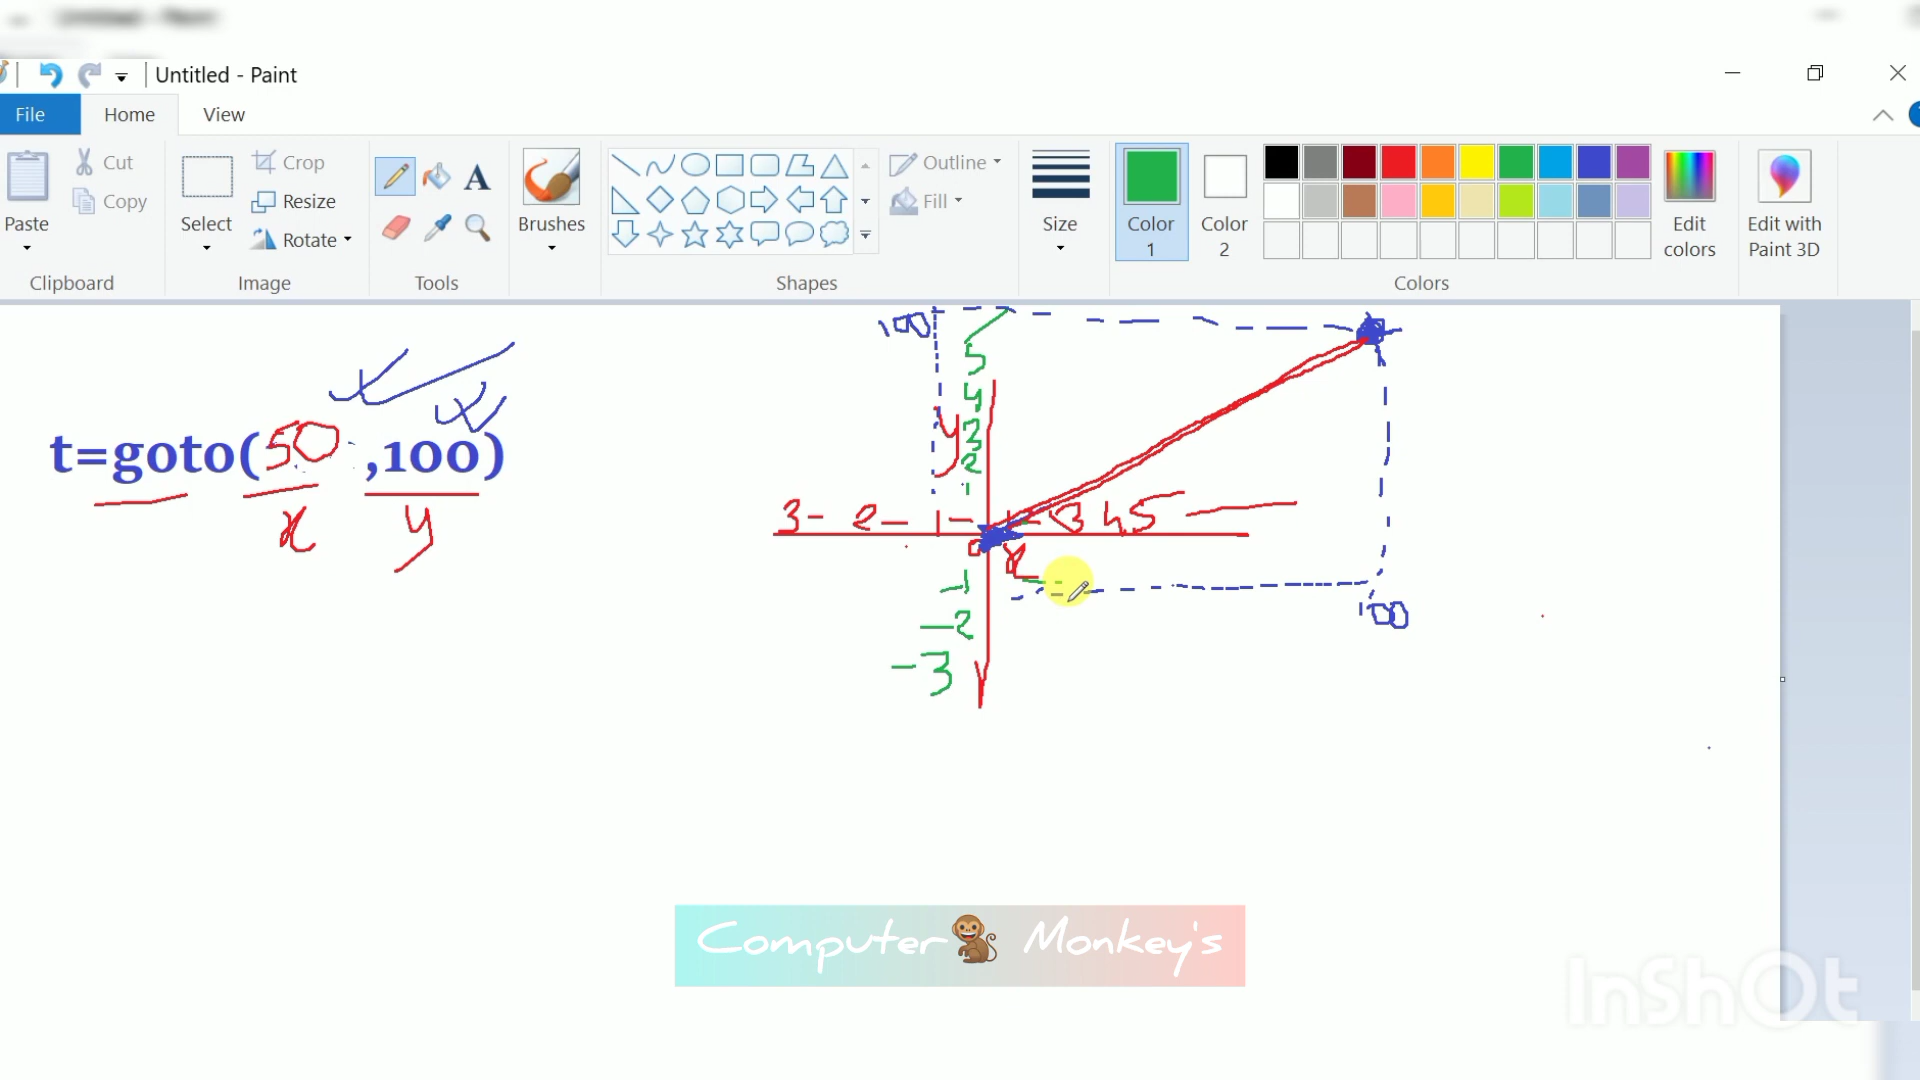 Untitled - Paint
File Home View
Cut
Copy
Paste
Select
Crop
Resize
Rotate
Brushes
Outline
Fill
Size
Color 1
Color 2
Edit colors
Edit with Paint 3D
Clipboard
Image
Tools
Shapes
Colors
t=goto(50 ,100)
x y
100
5
4
3
2
1
y
3- 2- 1- 3 4 5
0 x
-1
-2
-3
100
Computer Monkey's
InShOt